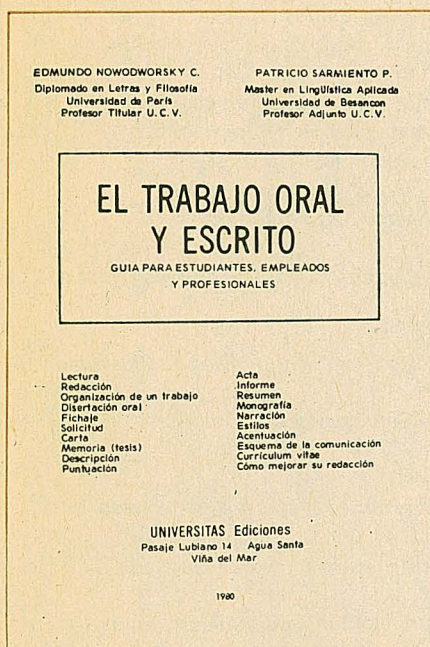 EDMUNDO NOWODWORSKY C.
Diplomado en Letras y Filosofía
Universidad de París
Profesor Titular U.C.V.
PATRICIO SARMIENTO P.
Master en Lingüística Aplicada
Universidad de Besancon
Profesor Adjunto U.C.V.
EL TRABAJO ORAL
Y ESCRITO
GUIA PARA ESTUDIANTES, EMPLEADOS
Y PROFESIONALES
Lectura
Redacción
Organización de un trabajo
Disertación oral
Fichaje
Solicitud
Carta
Memoria (tesis)
Descripción
Puntuación
Acta
Informe
Resumen
Monografía
Narración
Estilos
Acentuación
Esquema de la comunicación
Currículum vitae
Cómo mejorar su redacción
UNIVERSITAS Ediciones
Pasaje Lubiano 14 Agua Santa
Viña del Mar
1980